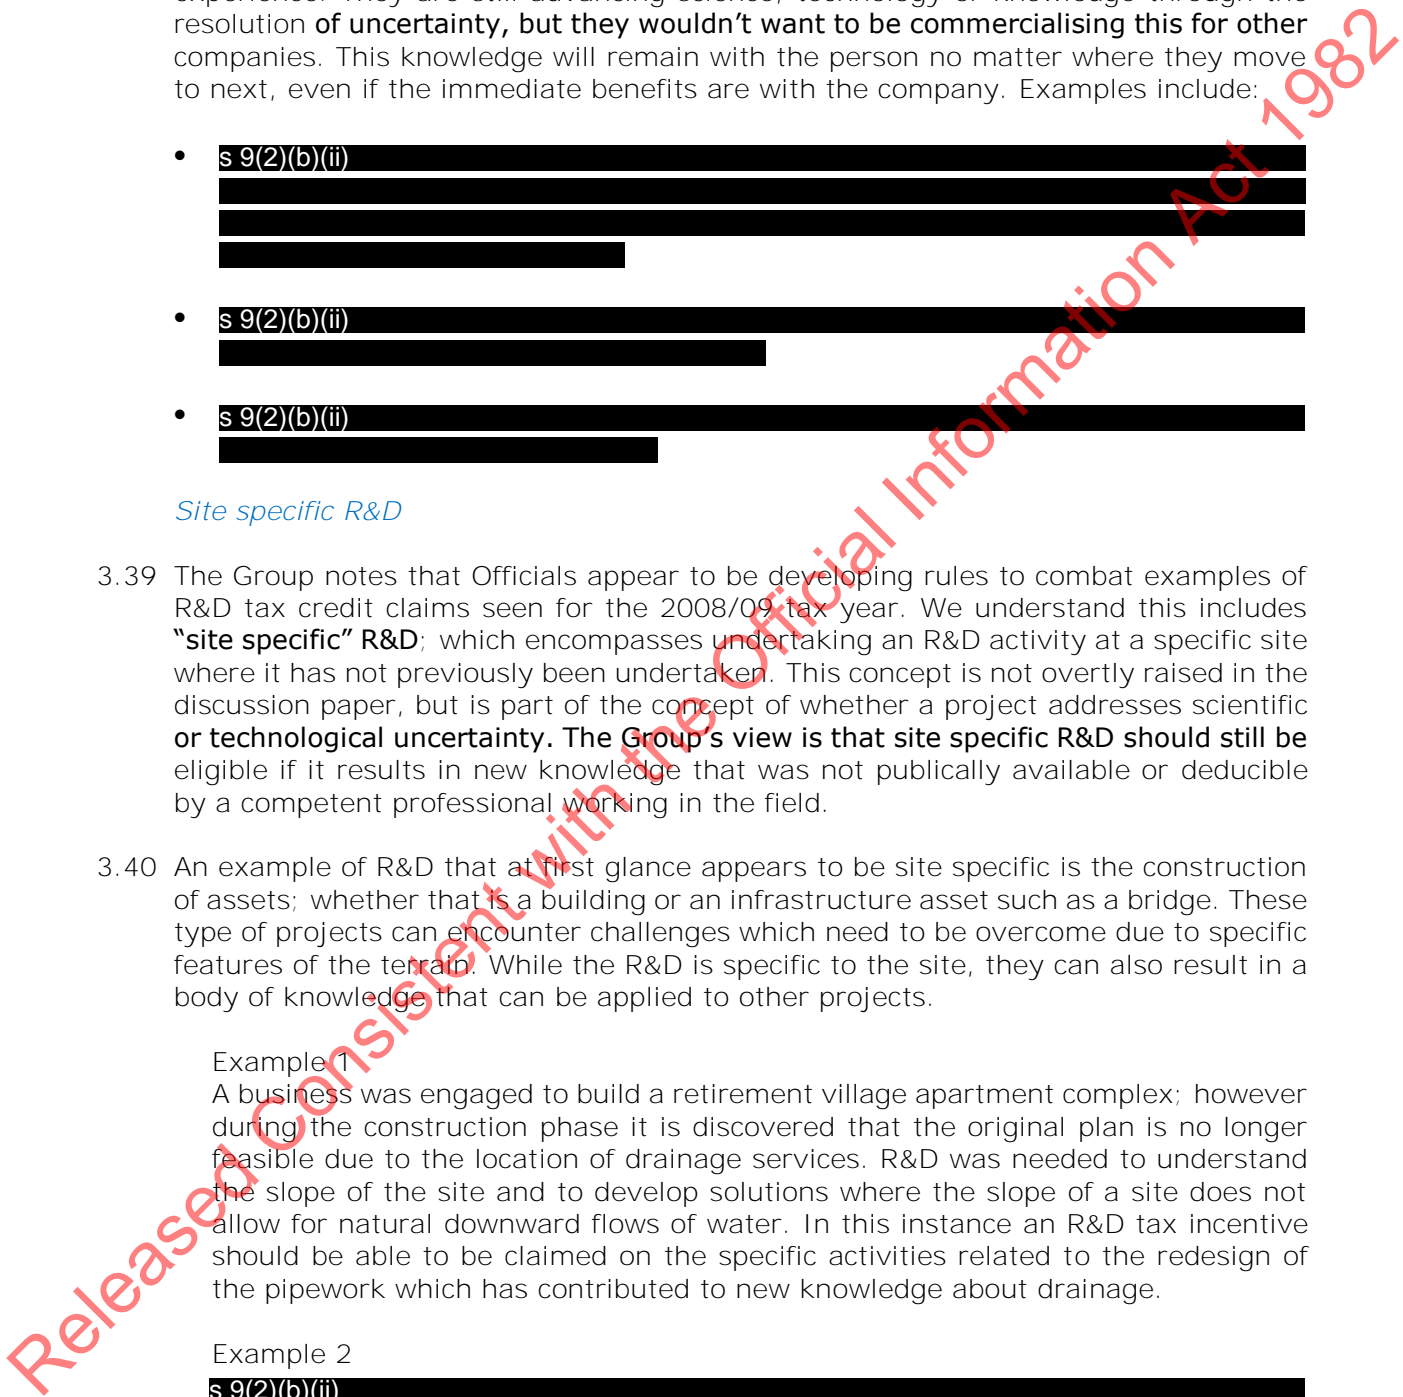 resolution of uncertainty, but they wouldn’t want to be commercialising this for other
companies. This knowledge will remain with the person no matter where they move
to next, even if the immediate benefits are with the company. Examples include:
• s 9(2)(b)(ii)
• s 9(2)(b)(ii)
• s 9(2)(b)(ii)
Site specific R&D
3.39 The Group notes that Officials appear to be developing rules to combat examples of
R&D tax credit claims seen for the 2008/09 tax year. We understand this includes
“site specific” R&D; which encompasses undertaking an R&D activity at a specific site
where it has not previously been undertaken. This concept is not overtly raised in the
discussion paper, but is part of the concept of whether a project addresses scientific
or technological uncertainty. The Group’s view is that site specific R&D should still be
eligible if it results in new knowledge that was not publically available or deducible
by a competent professional working in the field.
3.40 An example of R&D that at first glance appears to be site specific is the construction
of assets; whether that is a building or an infrastructure asset such as a bridge. These
type of projects can encounter challenges which need to be overcome due to specific
features of the terrain. While the R&D is specific to the site, they can also result in a
body of knowledge that can be applied to other projects.
Example 1
A business was engaged to build a retirement village apartment complex; however
during the construction phase it is discovered that the original plan is no longer
feasible due to the location of drainage services. R&D was needed to understand
the slope of the site and to develop solutions where the slope of a site does not
allow for natural downward flows of water. In this instance an R&D tax incentive
should be able to be claimed on the specific activities related to the redesign of
the pipework which has contributed to new knowledge about drainage.
Example 2
s 9(2)(b)(ii)
Released Consistent with the Official Information Act 1982